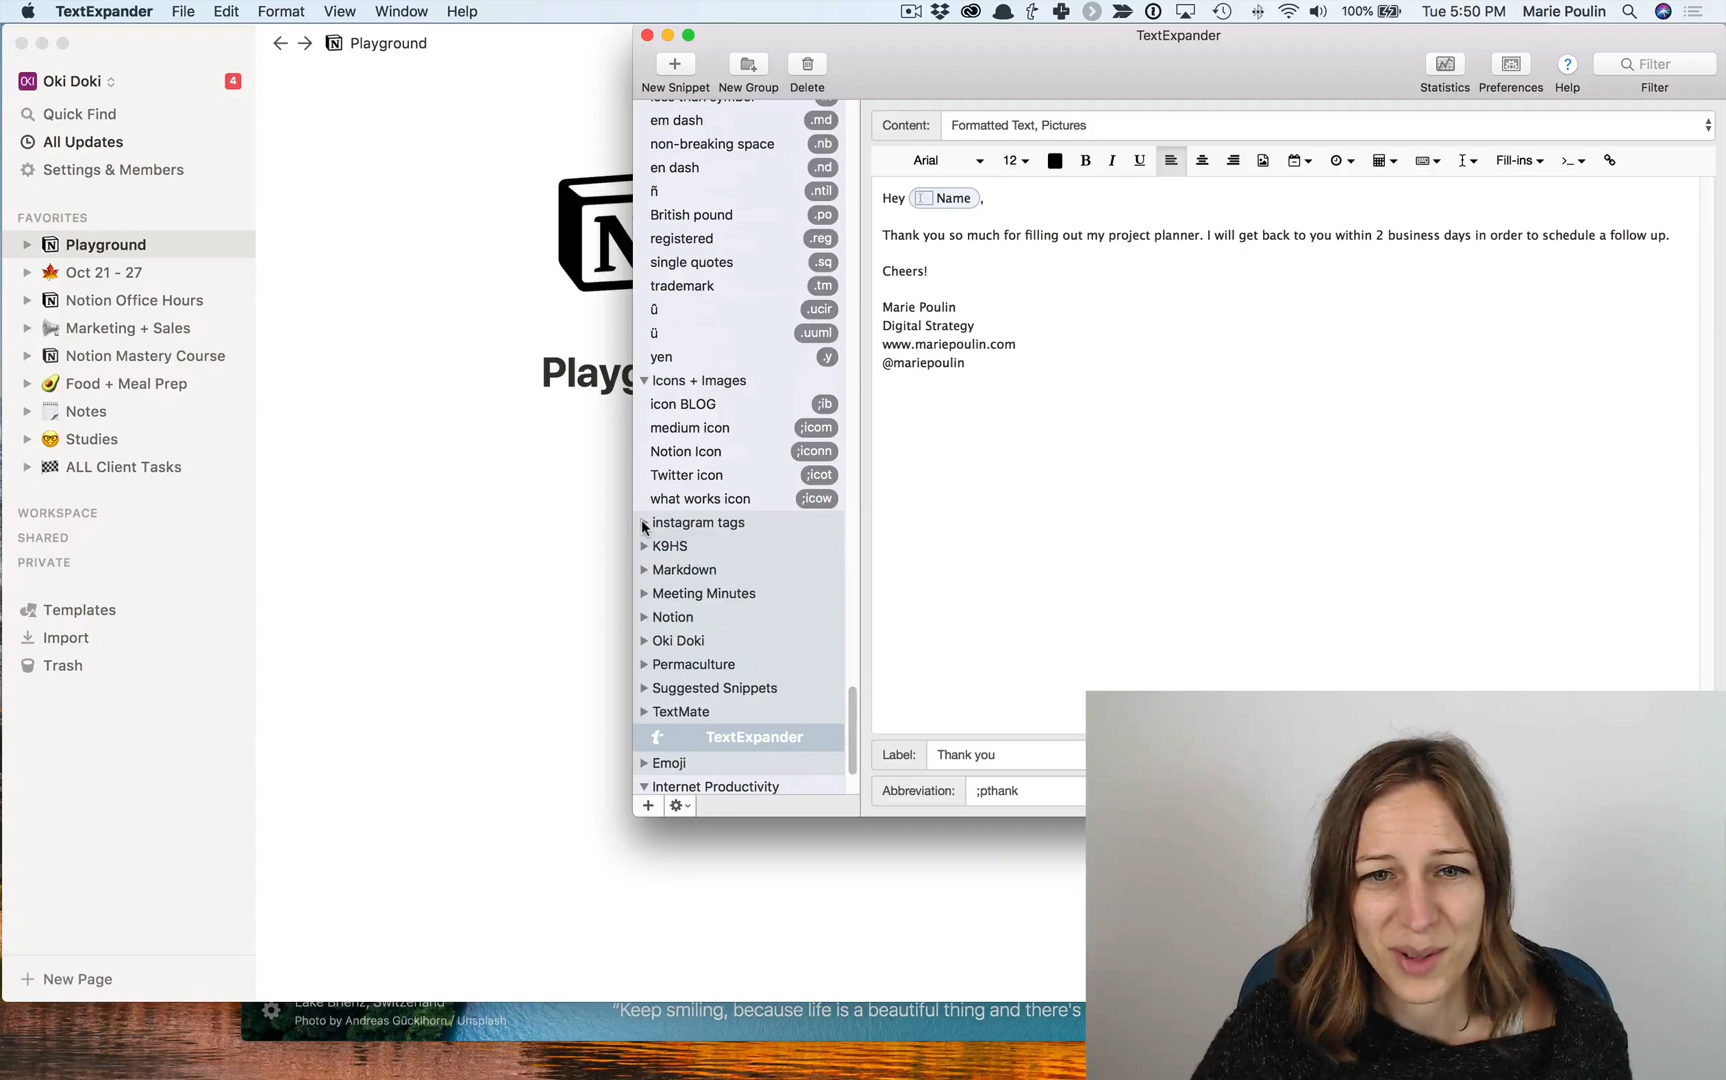 TextExpander File Edit Format View Window Help
100% Tue 5:50 PM Marie Poulin
Oki Doki
4
Quick Find
All Updates
Settings & Members
FAVORITES
Playground
Oct 21 - 27
Notion Office Hours
Marketing + Sales
Notion Mastery Course
Food + Meal Prep
Notes
Studies
ALL Client Tasks
WORKSPACE
SHARED
PRIVATE
Templates
Import
Trash
New Page
Playground
Playg
TextExpander
New Snippet New Group Delete
Statistics Preferences Help Filter
Filter
less than symbol
em dash .md
non-breaking space .nb
en dash .nd
ñ .ntil
British pound .po
registered .reg
single quotes .sq
trademark .tm
û .ucir
ü .uuml
yen .y
Icons + Images
icon BLOG ;ib
medium icon ;icom
Notion Icon ;iconn
Twitter icon ;icot
what works icon ;icow
instagram tags
K9HS
Markdown
Meeting Minutes
Notion
Oki Doki
Permaculture
Suggested Snippets
TextMate
TextExpander
Emoji
Internet Productivity
Content: Formatted Text, Pictures
Arial 12 B I U Fill-ins
Hey Name,
Thank you so much for filling out my project planner. I will get back to you within 2 business days in order to schedule a follow up.
Cheers!
Marie Poulin
Digital Strategy
www.mariepoulin.com
@mariepoulin
Label: Thank you
Abbreviation: ;pthank
Lake Brienz, Switzerland
Photo by Andreas Gücklhorn / Unsplash
“Keep smiling, because life is a beautiful thing and there's